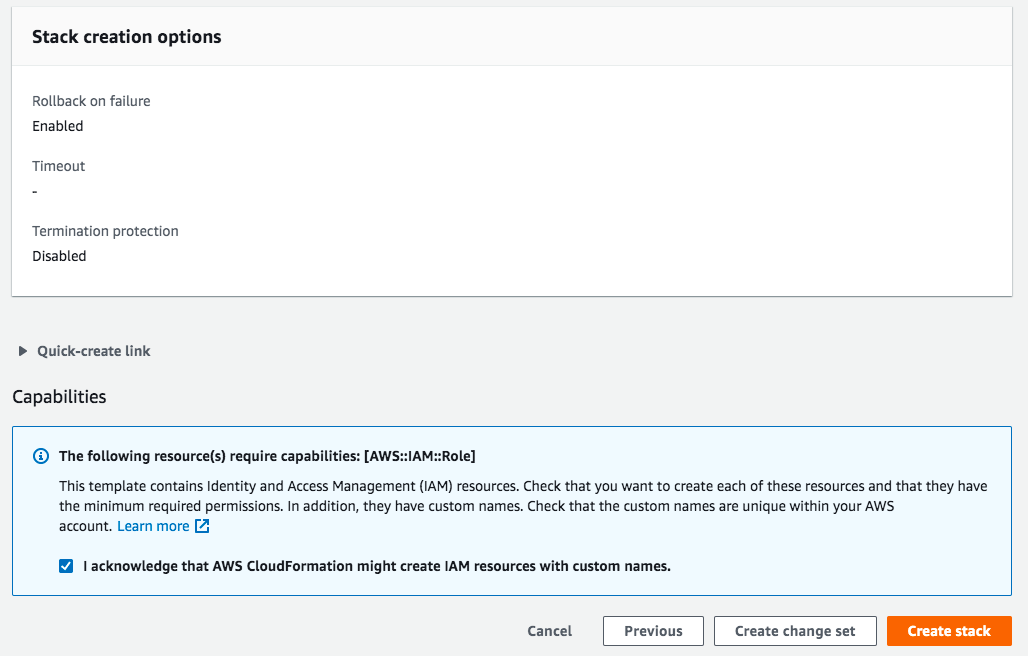 Stack creation options
Rollback on failure
Enabled
Timeout
-
Termination protection
Disabled
Quick-create link
Capabilities
The following resource(s) require capabilities: [AWS::IAM::Role]
This template contains Identity and Access Management (IAM) resources. Check that you want to create each of these resources and that they have
the minimum required permissions. In addition, they have custom names. Check that the custom names are unique within your AWS
account. Learn more
I acknowledge that AWS CloudFormation might create IAM resources with custom names.
Cancel Previous Create change set Create stack